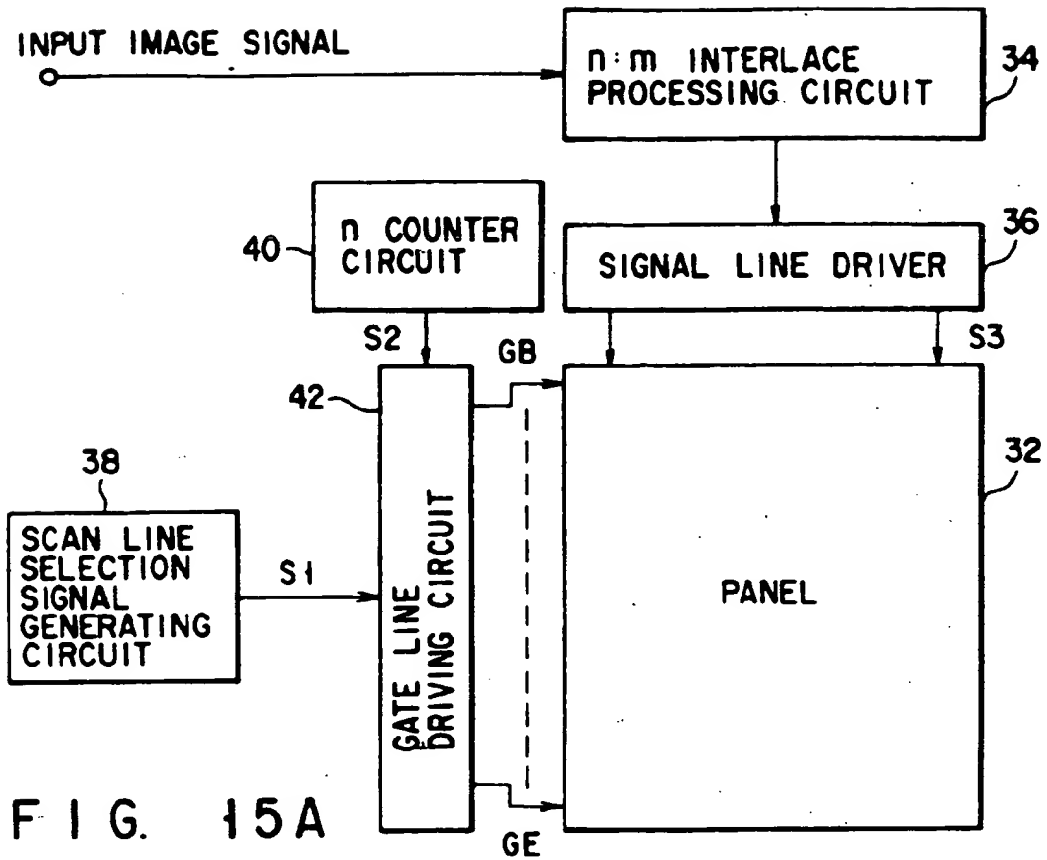 INPUT IMAGE SIGNAL
n:m INTERLACE
PROCESSING CIRCUIT
34
n COUNTER
CIRCUIT
40
SIGNAL LINE DRIVER
36
S2
GB
S3
42
GATE LINE
DRIVING CIRCUIT
32
38
SCAN LINE
SELECTION
SIGNAL
GENERATING
CIRCUIT
S1
PANEL
GE
FIG. 15A